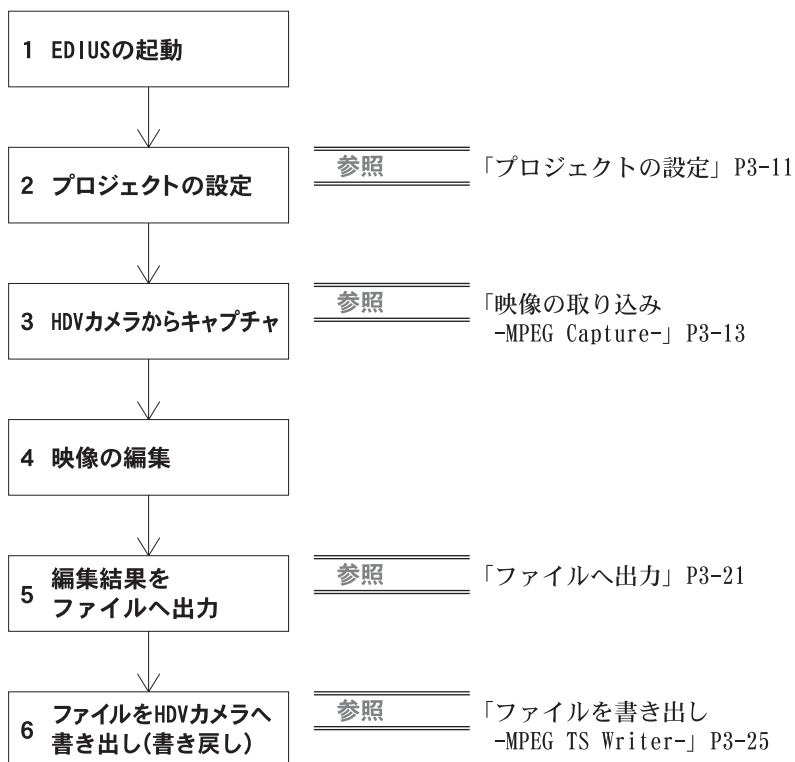 1 EDIUSの起動
2 プロジェクトの設定
参照
「プロジェクトの設定」P3-11
3 HDVカメラからキャプチャ
参照
「映像の取り込み
-MPEG Capture-」P3-13
4 映像の編集
5 編集結果を
ファイルへ出力
参照
「ファイルへ出力」P3-21
6 ファイルをHDVカメラへ
書き出し(書き戻し)
参照
「ファイルを書き出し
-MPEG TS Writer-」P3-25